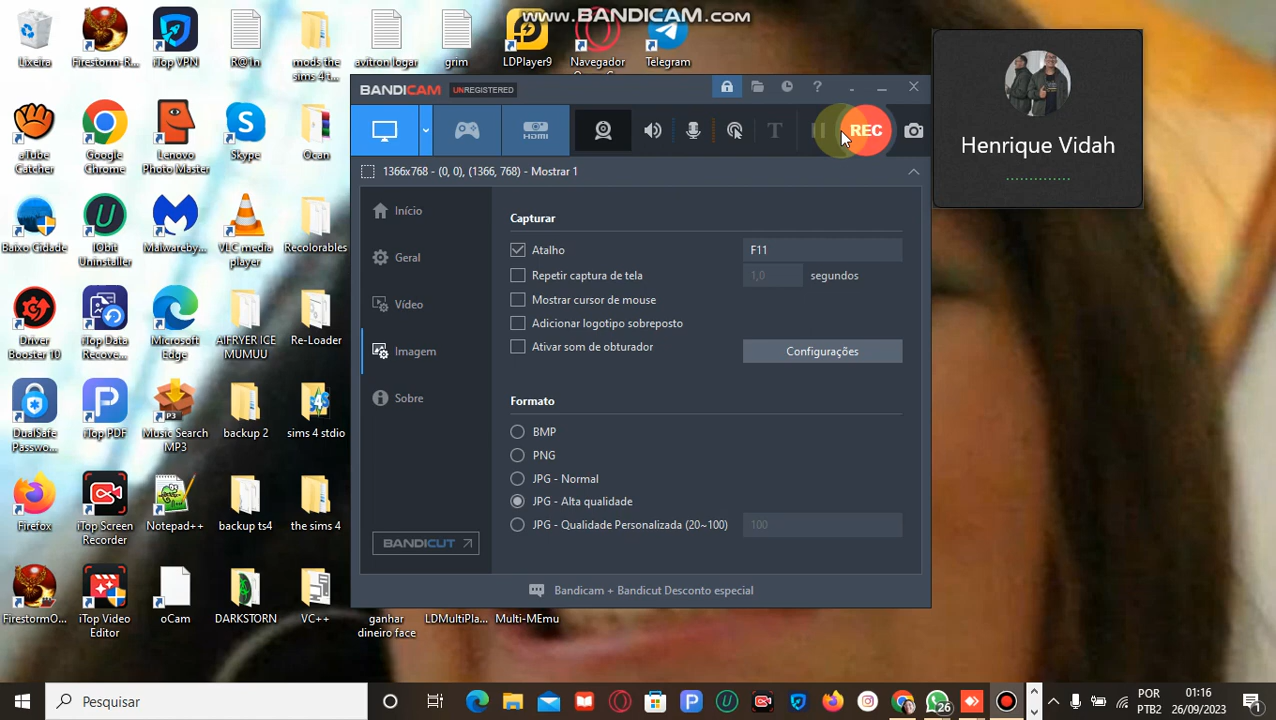 www.BANDICAM.com
Lixeira
Firestorm-R...
iTop VPN
R@!n
mods the sims 4 t...
avitron logar
grim
LDPlayer9
Navegador
Telegram
aTube Catcher
Google Chrome
Lenovo Photo Master
Skype
Ocan
Baixo Cidade
IObit Uninstaller
Malwareby...
VLC media player
Recolorables
Driver Booster 10
iTop Data Recove...
Microsoft Edge
AIFRYER ICE MUMUU
Re-Loader
DualSafe Passwo...
iTop PDF
Music Search MP3
backup 2
sims 4 stdio
Firefox
iTop Screen Recorder
Notepad++
backup ts4
the sims 4
FirestormO...
iTop Video Editor
oCam
DARKSTORN
VC++
ganhar dineiro face
LDMultiPla...
Multi-MEmu
BANDICAM UNREGISTERED
HDMI
T
REC
1366x768 - (0, 0), (1366, 768) - Mostrar 1
Início
Geral
Vídeo
Imagem
Sobre
BANDICUT
Capturar
Atalho F11
Repetir captura de tela 1,0 segundos
Mostrar cursor de mouse
Adicionar logotipo sobreposto
Ativar som de obturador Configurações
Formato
BMP
PNG
JPG - Normal
JPG - Alta qualidade
JPG - Qualidade Personalizada (20~100) 100
Bandicam + Bandicut Desconto especial
Henrique Vidah
Pesquisar
26
POR
PTB2
01:16
26/09/2023
1